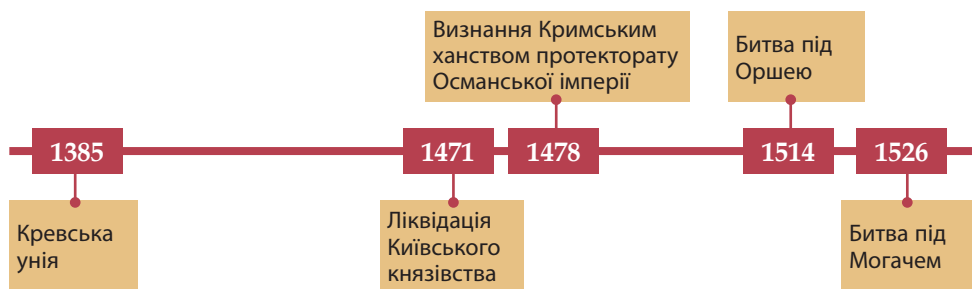 Визнання Кримським
ханством протекторату
Османської імперії
Битва під
Оршею
1385
1471
1478
1514
1526
Кревська
унія
Ліквідація
Київського
князівства
Битва під
Могачем